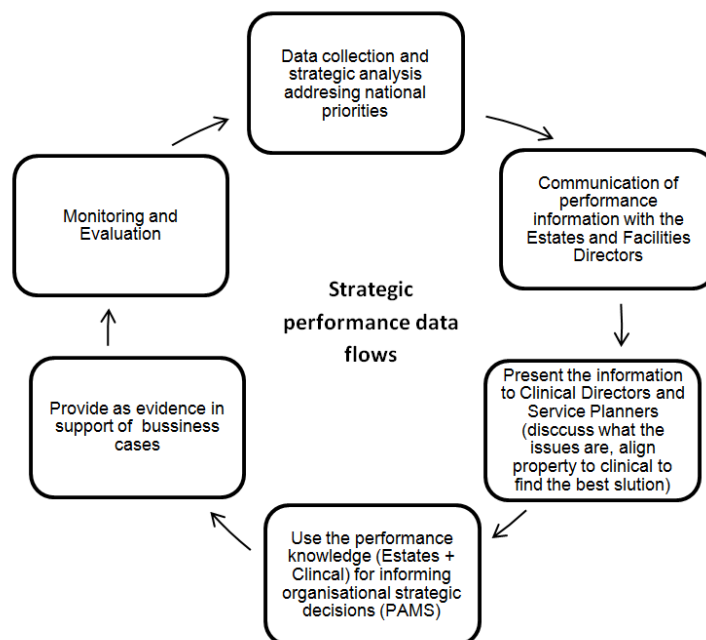 Data collection and
strategic analysis
addresing national
priorities
Communication of
performance
information with the
Estates and Facilities
Directors
Present the information
to Clinical Directors and
Service Planners
(disccuss what the
issues are, align
property to clinical to
find the best slution)
Use the performance
knowledge (Estates +
Clincal) for informing
organisational strategic
decisions (PAMS)
Provide as evidence in
support of bussiness
cases
Monitoring and
Evaluation
Strategic
performance data
flows